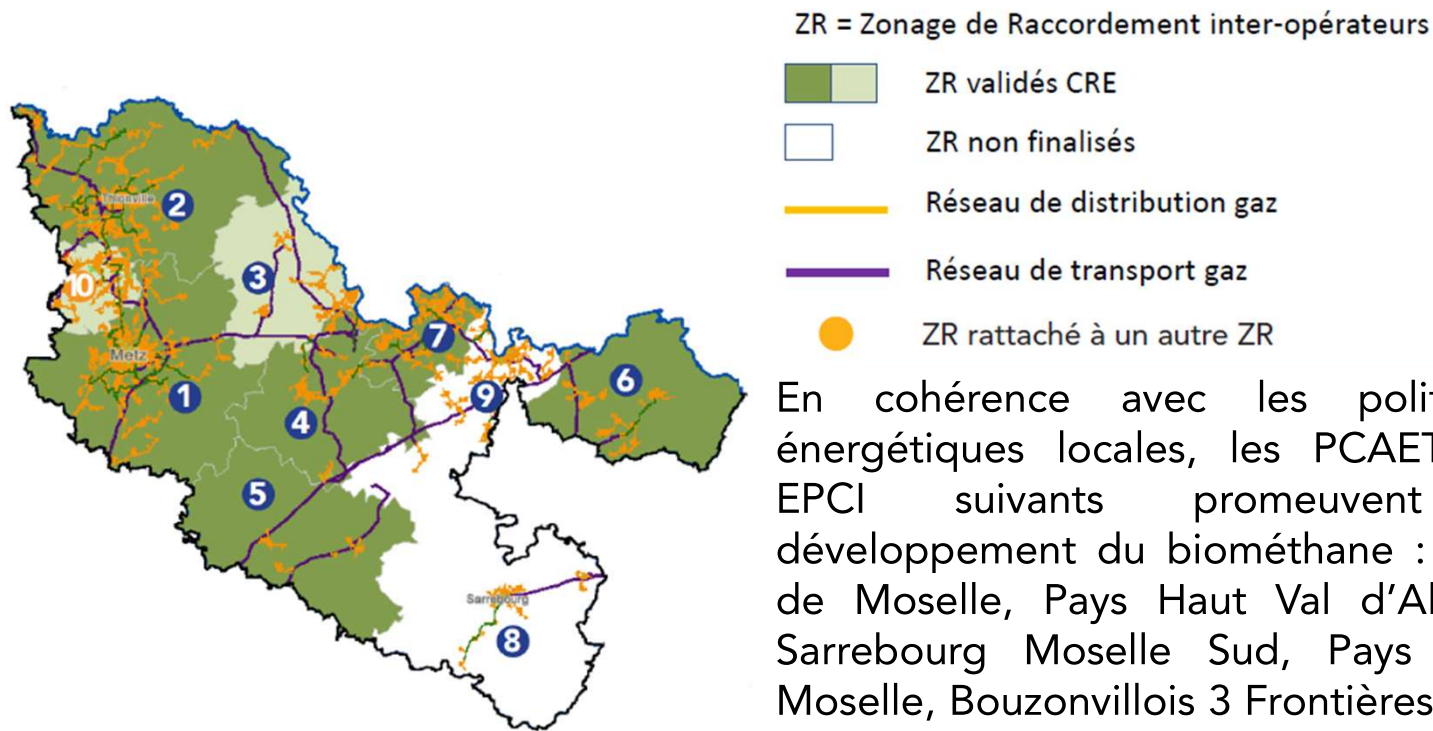 ZR = Zonage de Raccordement inter-opérateurs
ZR validés CRE
ZR non finalisés
Réseau de distribution gaz
Réseau de transport gaz
ZR rattaché à un autre ZR
En cohérence avec les polit
énergétiques locales, les PCAET
EPCI suivants promeuvent
développement du biométhane :
de Moselle, Pays Haut Val d'Al
Sarrebourg Moselle Sud, Pays
Moselle, Bouzonvillois 3 Frontières
Thionville
2
3
10
7
Metz
6
1
9
4
5
Sarrebourg
8